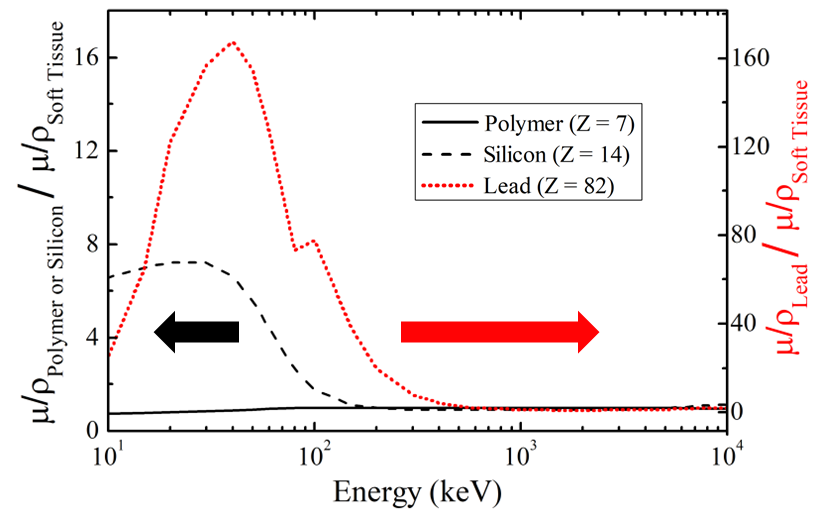 μ/ρPolymer or Silicon / μ/ρSoft Tissue
16
12
8
4
0
Polymer (Z = 7)
Silicon (Z = 14)
Lead (Z = 82)
160
120
80
40
0
μ/ρLead / μ/ρSoft Tissue
10¹ 10² 10³ 10⁴
Energy (keV)